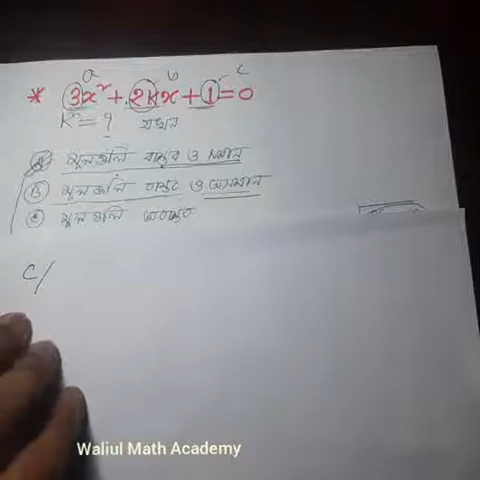 a b c
* 3x² + 2kx + 1 = 0
K = ? যখন
মূলগুলি বাস্তব ও সমান
b মূলগুলি বাস্তব ও অসমান
c মূলগুলি অবাস্তব
C/
Waliul Math Academy